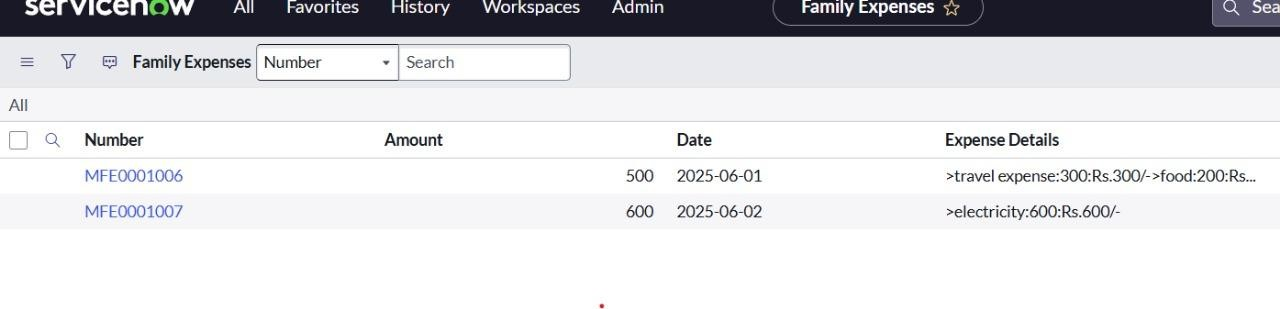 servicenow All Favorites History Workspaces Admin Family Expenses Sea
Family Expenses Number Search
All
Number Amount Date Expense Details
MFE0001006 500 2025-06-01 >travel expense:300:Rs.300/->food:200:Rs...
MFE0001007 600 2025-06-02 >electricity:600:Rs.600/-